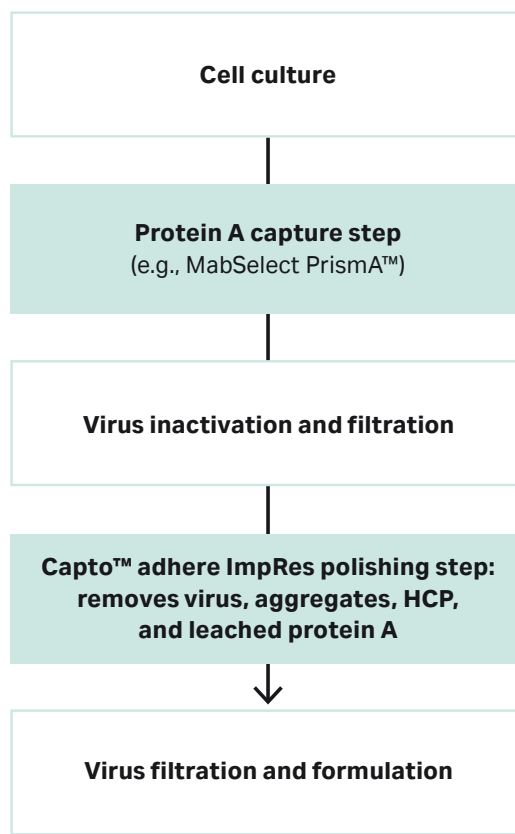 Cell culture
Protein A capture step
(e.g., MabSelect PrismA™)
Virus inactivation and filtration
Capto™ adhere ImpRes polishing step:
removes virus, aggregates, HCP,
and leached protein A
Virus filtration and formulation